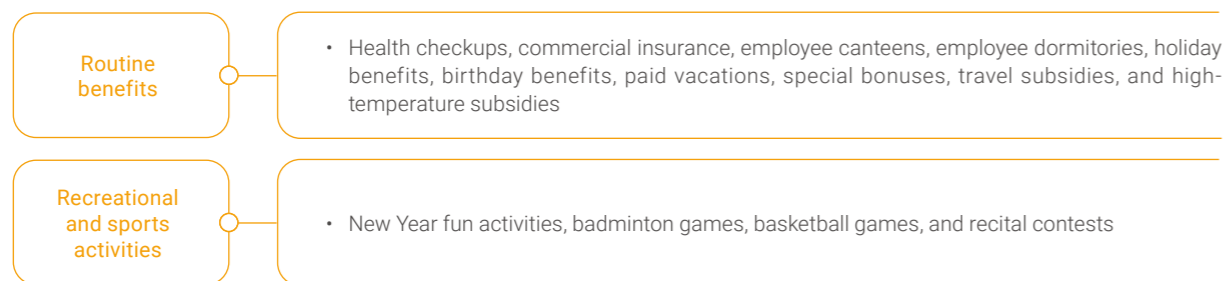 Routine
benefits
• Health checkups, commercial insurance, employee canteens, employee dormitories, holiday
benefits, birthday benefits, paid vacations, special bonuses, travel subsidies, and high-
temperature subsidies
Recreational
and sports
activities
• New Year fun activities, badminton games, basketball games, and recital contests